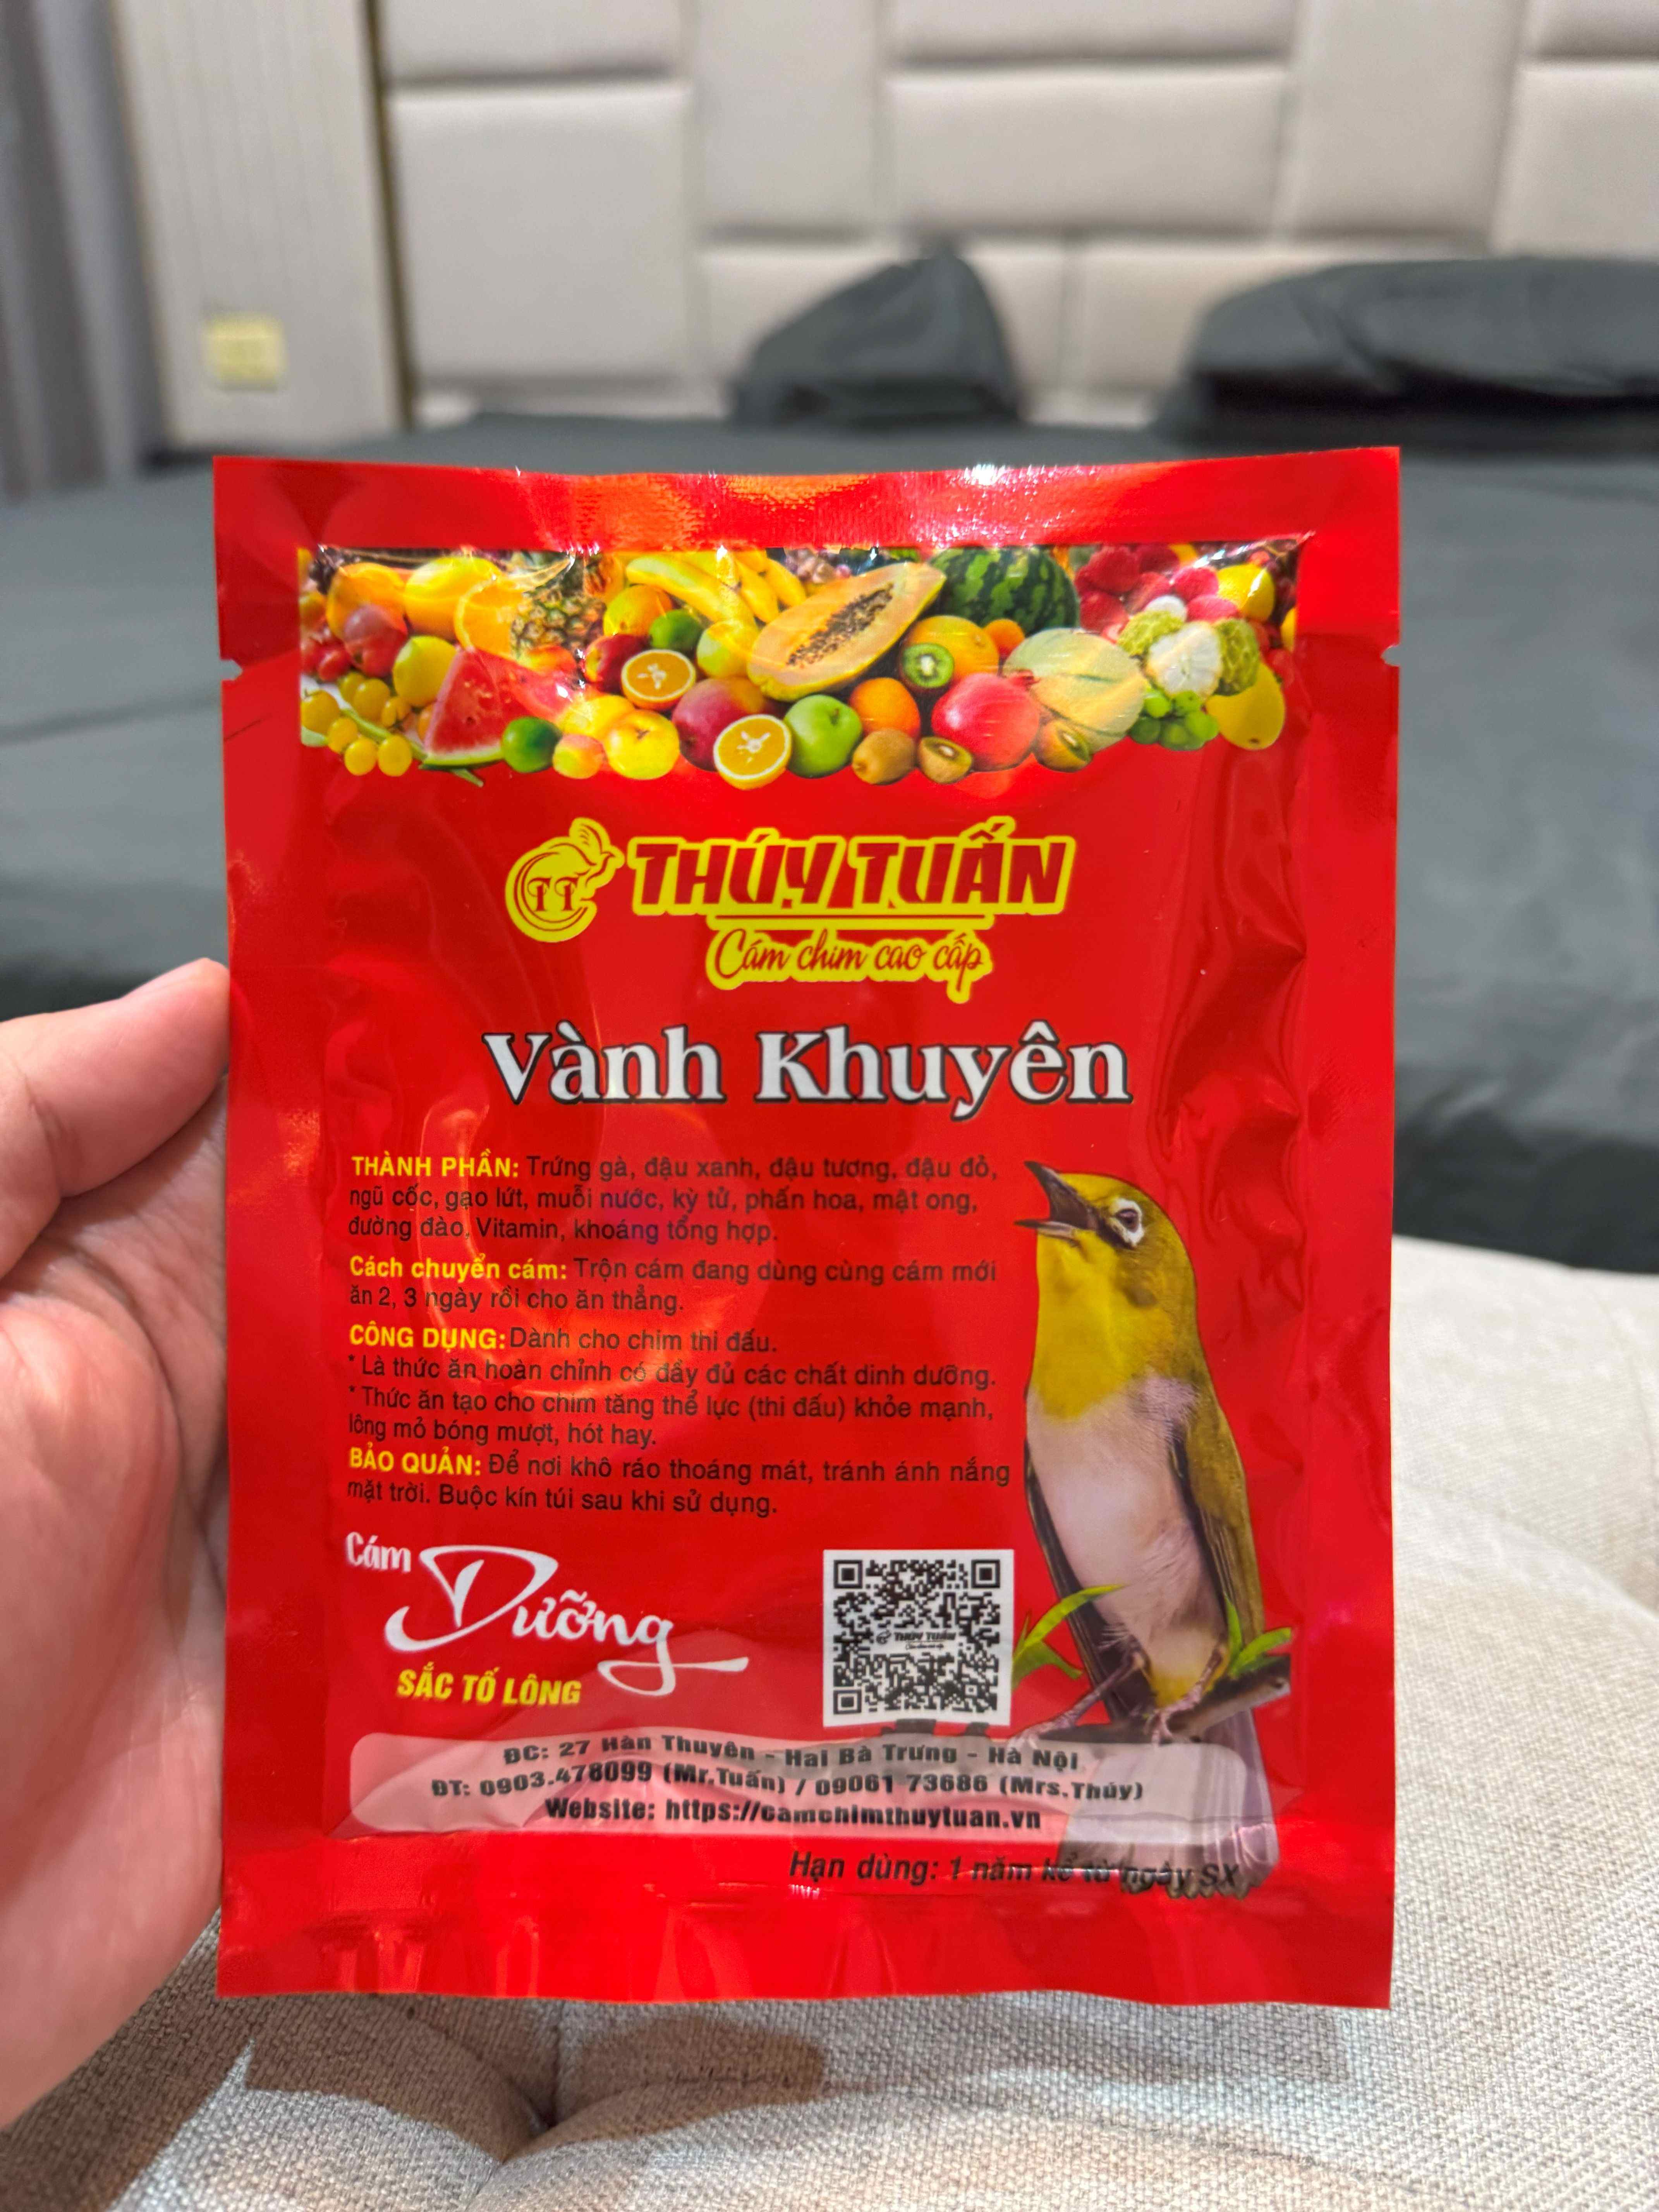 TT
THÚY TUẤN
Cám chim cao cấp
Vành Khuyên
THÀNH PHẦN: Trứng gà, đậu xanh, đậu tương, đậu đỏ,
ngũ cốc, gạo lứt, muỗi nước, kỳ tử, phấn hoa, mật ong,
đường đào, Vitamin, khoáng tổng hợp.
Cách chuyển cám: Trộn cám đang dùng cùng cám mới
ăn 2, 3 ngày rồi cho ăn thẳng.
CÔNG DỤNG: Dành cho chim thi đấu.
* Là thức ăn hoàn chỉnh có đầy đủ các chất dinh dưỡng.
* Thức ăn tạo cho chim tăng thể lực (thi đấu) khỏe mạnh,
lông mỏ bóng mượt, hót hay.
BẢO QUẢN: Để nơi khô ráo thoáng mát, tránh ánh nắng
mặt trời. Buộc kín túi sau khi sử dụng.
Cám
Dưỡng
SẮC TỐ LÔNG
THÚY TUẤN
ĐC: 27 Hàn Thuyên - Hai Bà Trưng - Hà Nội
ĐT: 0903.478099 (Mr.Tuấn) / 09061 73686 (Mrs.Thúy)
Website: https://camchimthuytuan.vn
Hạn dùng: 1 năm kể từ ngày SX